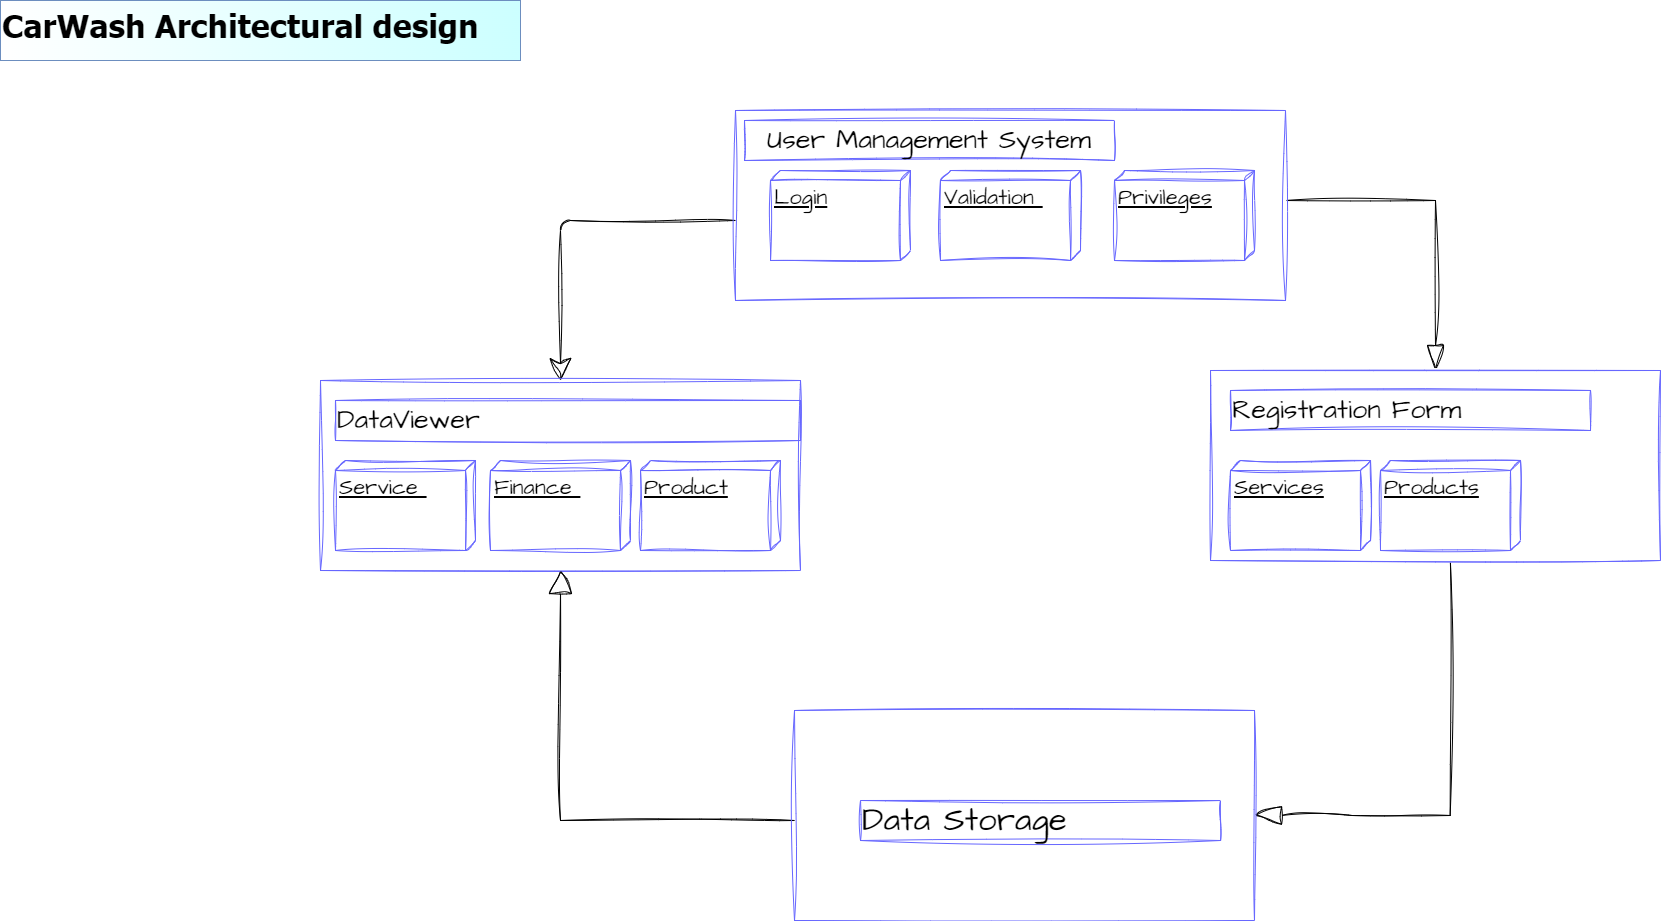 CarWash Architectural design
User Management System
Login
Validation
Privileges
DataViewer
Service
Finance
Product
Registration Form
Services
Products
Data Storage